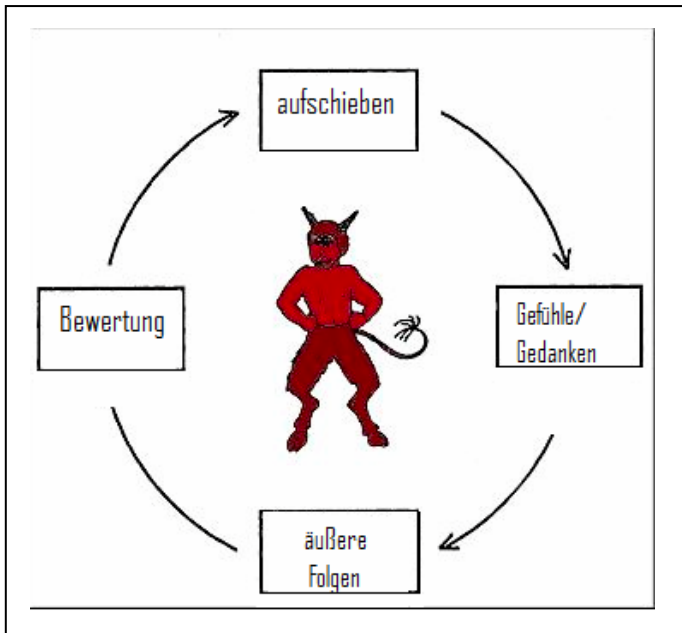 aufschieben
Bewertung
Gefühle/
Gedanken
äußere
Folgen